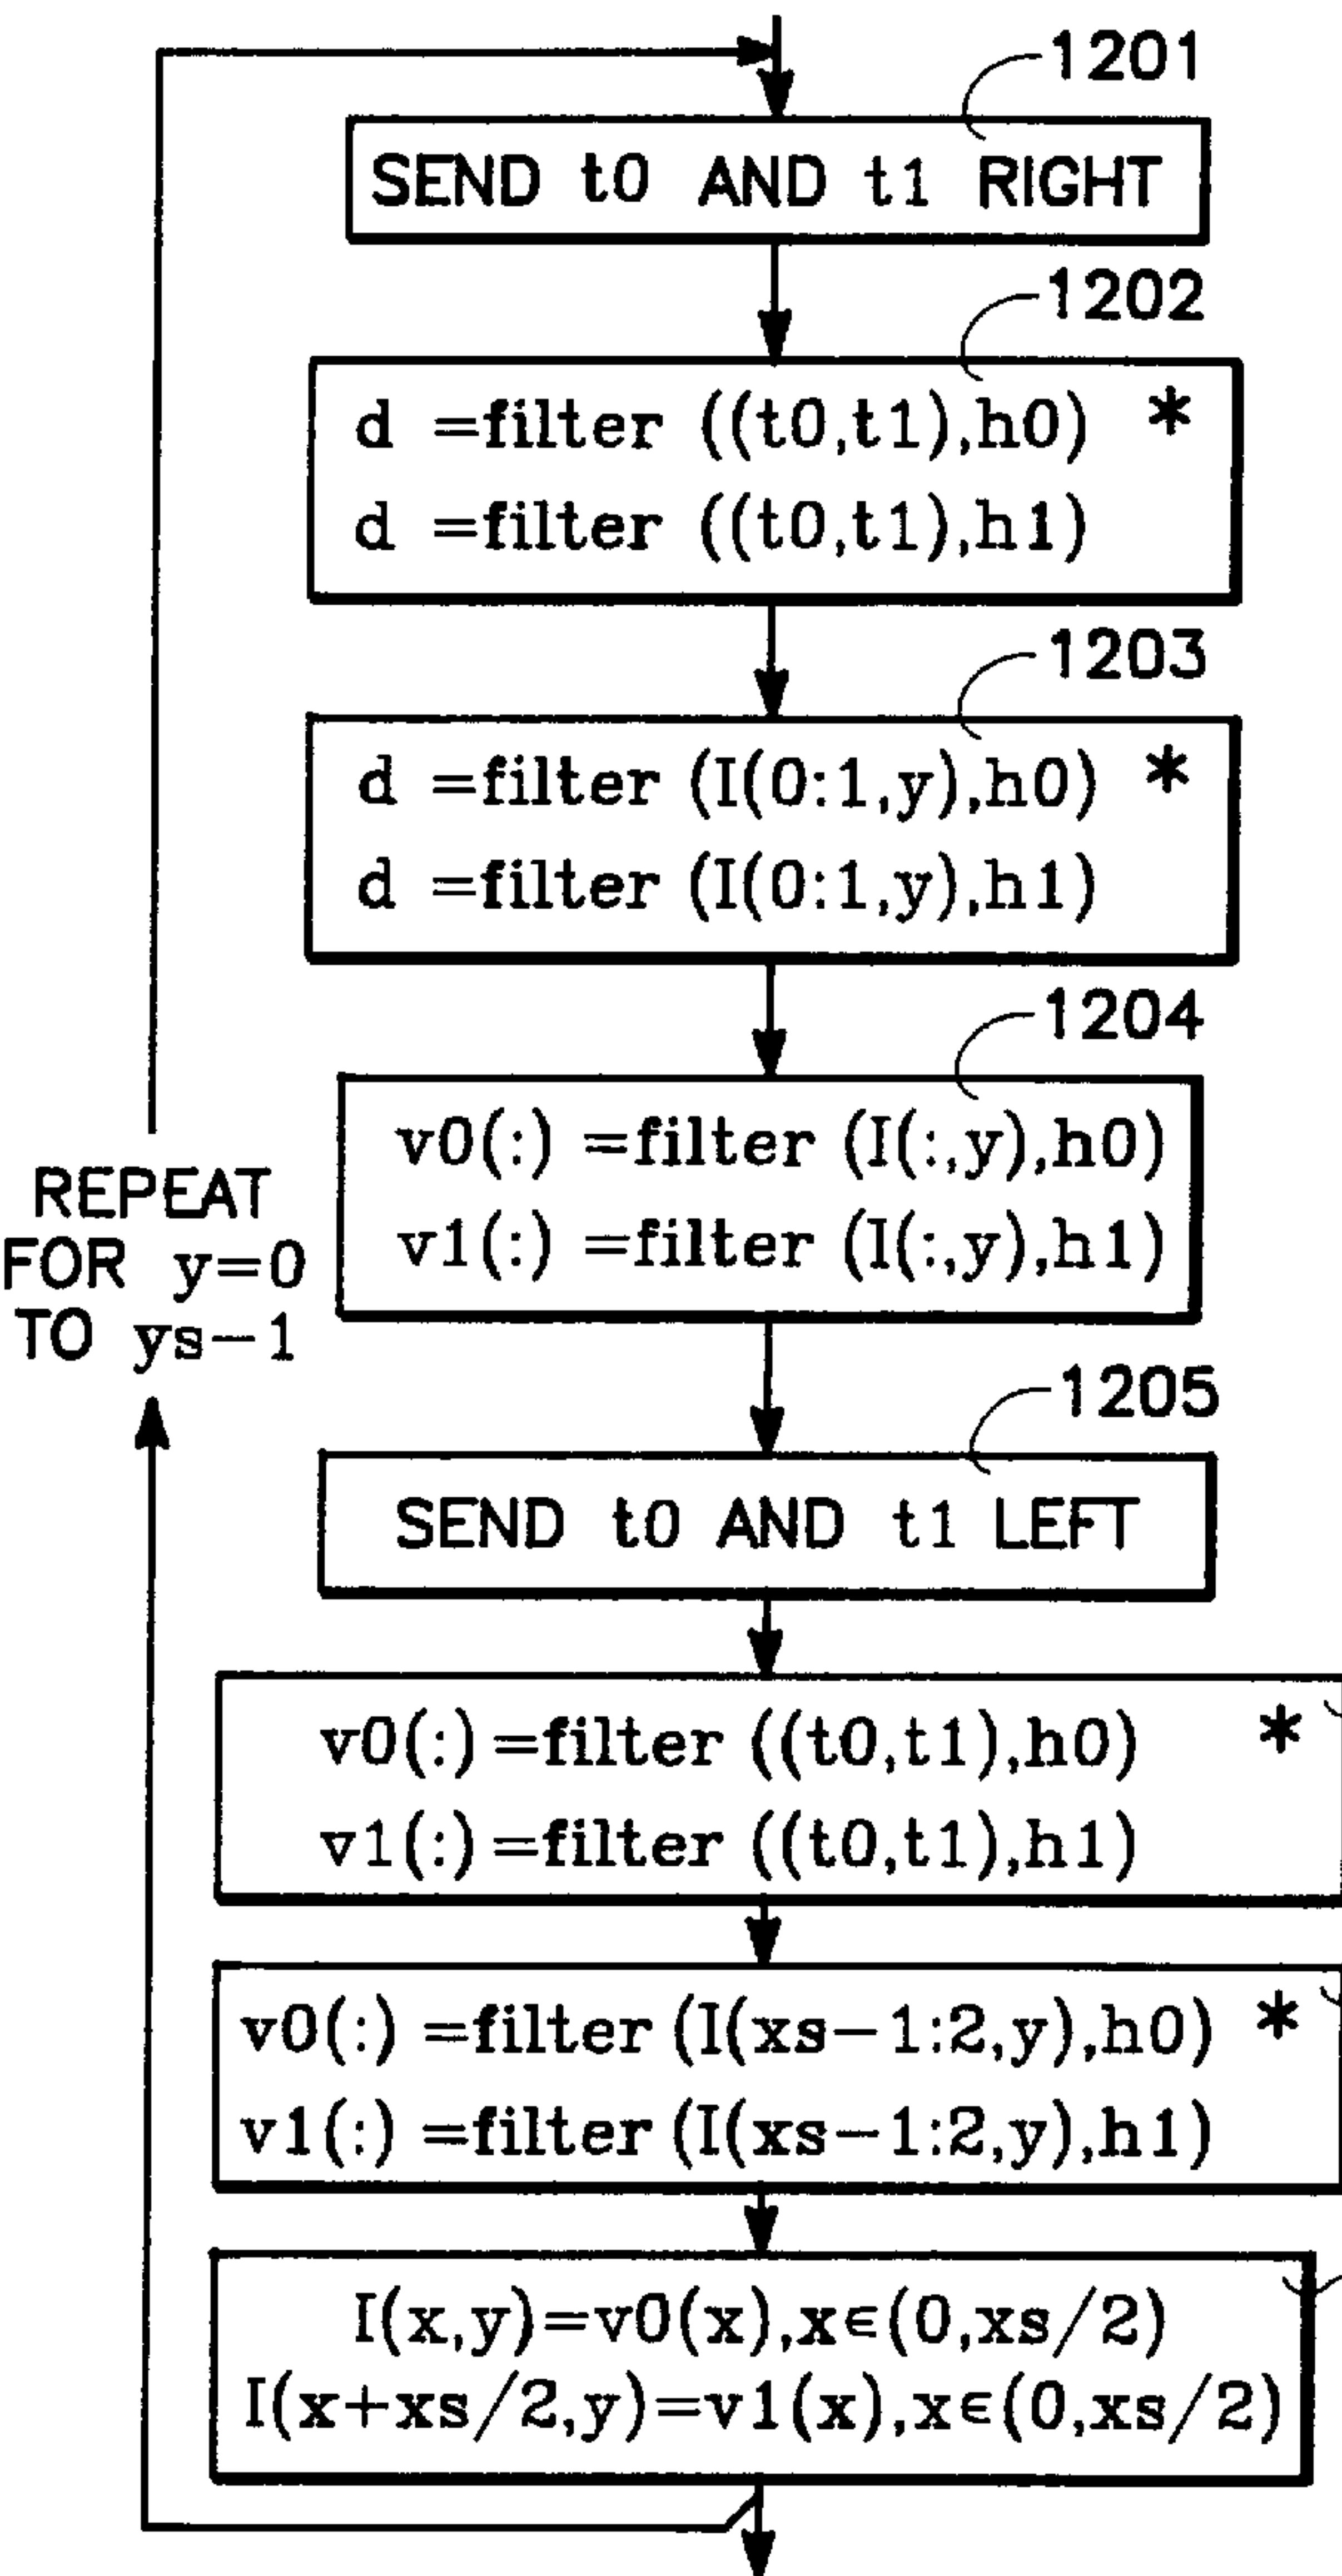 1201
SEND t0 AND t1 RIGHT
1202
d =filter ((t0,t1),h0) *
d =filter ((t0,t1),h1)
1203
d =filter (I(0:1,y),h0) *
d =filter (I(0:1,y),h1)
1204
v0(:) =filter (I(:,y),h0)
v1(:) =filter (I(:,y),h1)
REPEAT
FOR y=0
TO ys-1
1205
SEND t0 AND t1 LEFT
v0(:)=filter ((t0,t1),h0) *
v1(:)=filter ((t0,t1),h1)
v0(:) =filter (I(xs-1:2,y),h0) *
v1(:) =filter (I(xs-1:2,y),h1)
I(x,y)=v0(x),x∈(0,xs/2)
I(x+xs/2,y)=v1(x),x∈(0,xs/2)